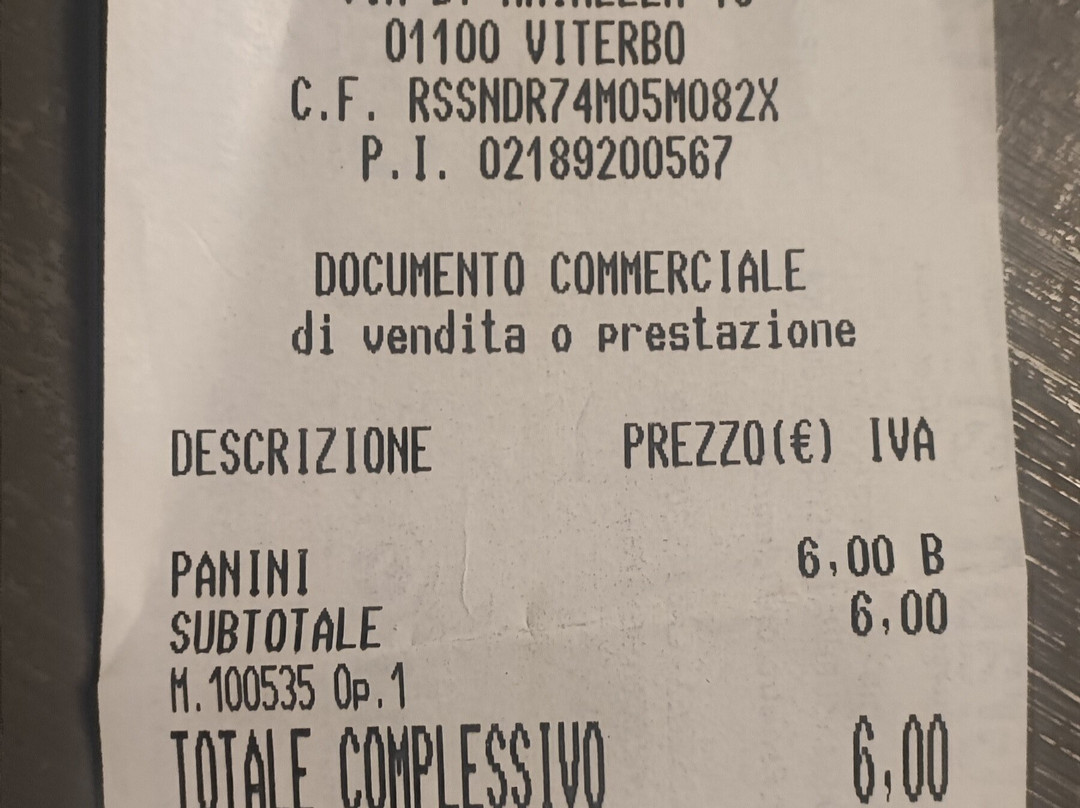 01100 VITERBO
C.F. RSSNDR74M05M082X
P.I. 02189200567
DOCUMENTO COMMERCIALE
di vendita o prestazione
DESCRIZIONE PREZZO(€) IVA
PANINI 6,00 B
SUBTOTALE 6,00
M.100535 Op.1
TOTALE COMPLESSIVO 6,00